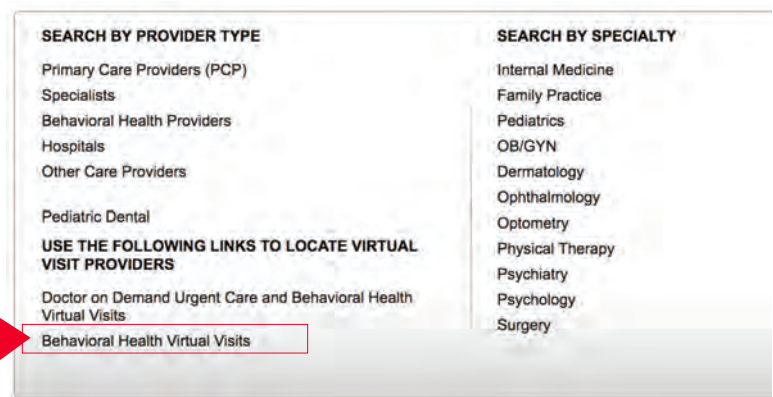 SEARCH BY PROVIDER TYPE
Primary Care Providers (PCP)
Specialists
Behavioral Health Providers
Hospitals
Other Care Providers
Pediatric Dental
USE THE FOLLOWING LINKS TO LOCATE VIRTUAL
VISIT PROVIDERS
Doctor on Demand Urgent Care and Behavioral Health
Virtual Visits
Behavioral Health Virtual Visits
SEARCH BY SPECIALTY
Internal Medicine
Family Practice
Pediatrics
OB/GYN
Dermatology
Ophthalmology
Optometry
Physical Therapy
Psychiatry
Psychology
Surgery